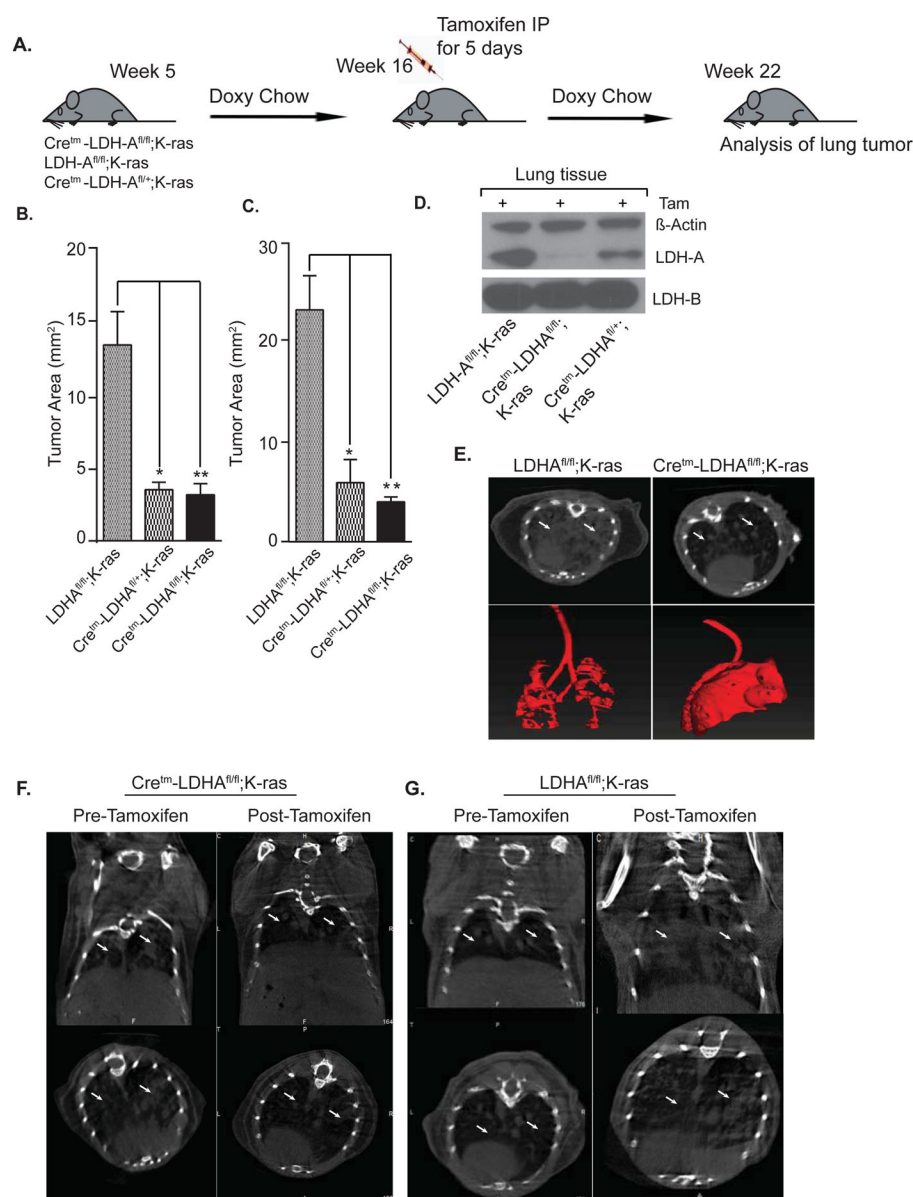 Tamoxifen IP
for 5 days
A.
Week 5
Week 16
Week 22
Doxy Chow
Doxy Chow
Cretm-LDH-Afl/fl;K-ras
LDH-Afl/fl;K-ras
Cretm-LDH-Afl/+;K-ras
Analysis of lung tumor
B.
Tumor Area (mm2)
20
15
10
5
0
*
**
LDHAfl/fl;K-ras
Cretm-LDHAfl/+;K-ras
Cretm-LDHAfl/fl;K-ras
C.
Tumor Area (mm2)
30
20
10
0
*
**
LDHAfl/fl;K-ras
Cretm-LDHAfl/+;K-ras
Cretm-LDHAfl/fl;K-ras
D.
Lung tissue
+ + + Tam
ß-Actin
LDH-A
LDH-B
LDH-Afl/fl;K-ras
Cretm-LDHAfl/fl;
K-ras
Cretm-LDHAfl/+;
K-ras
E.
LDHAfl/fl;K-ras
Cretm-LDHAfl/fl;K-ras
F.
Cretm-LDHAfl/fl;K-ras
Pre-Tamoxifen
Post-Tamoxifen
C H
L R
F
164
F
T P
L R
G.
LDHAfl/fl;K-ras
Pre-Tamoxifen
Post-Tamoxifen
L R
F
176
C H
I
T P
L R